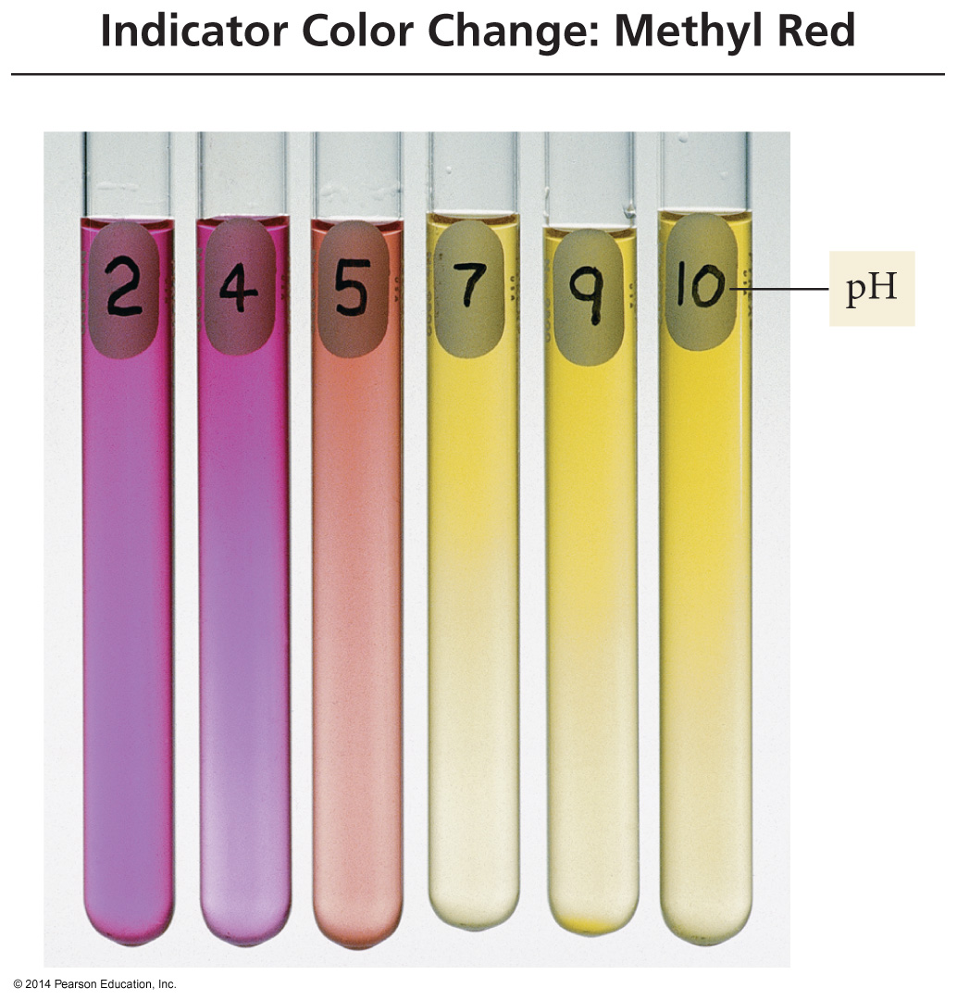 Indicator Color Change: Methyl Red
2 4 5 7 9 10
pH
© 2014 Pearson Education, Inc.